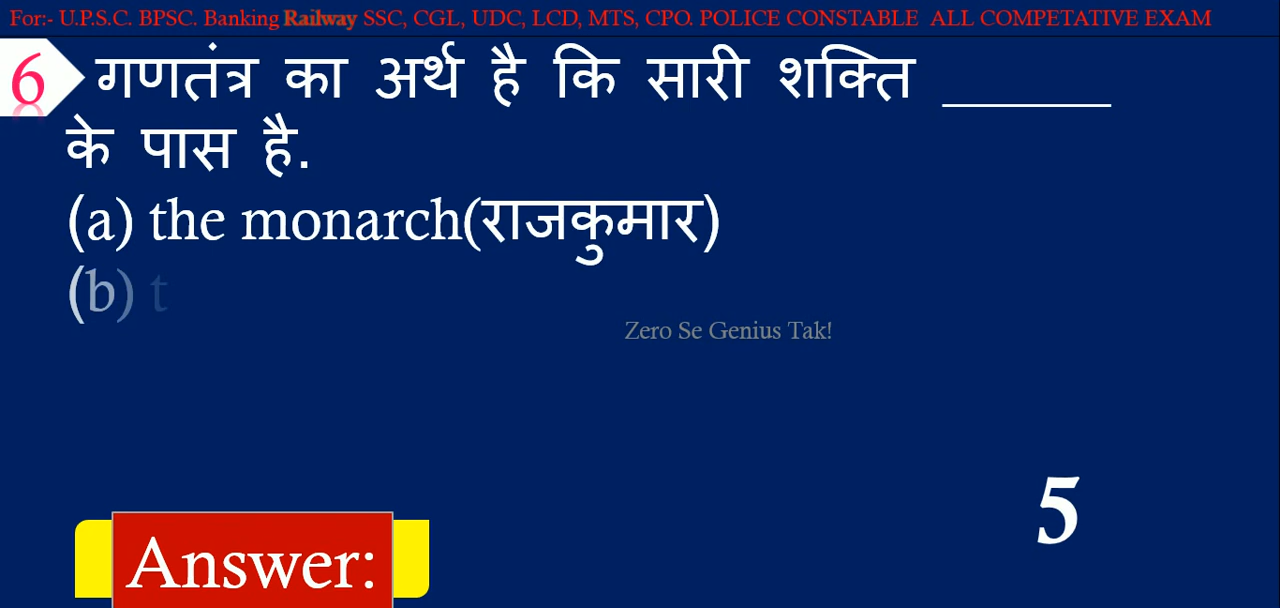 For:- U.P.S.C. BPSC. Banking Railway SSC, CGL, UDC, LCD, MTS, CPO. POLICE CONSTABLE ALL COMPETATIVE EXAM
6 गणतंत्र का अर्थ है कि सारी शक्ति ______
के पास है.
(a) the monarch(राजकुमार)
(b) t
Zero Se Genius Tak!
5
Answer: